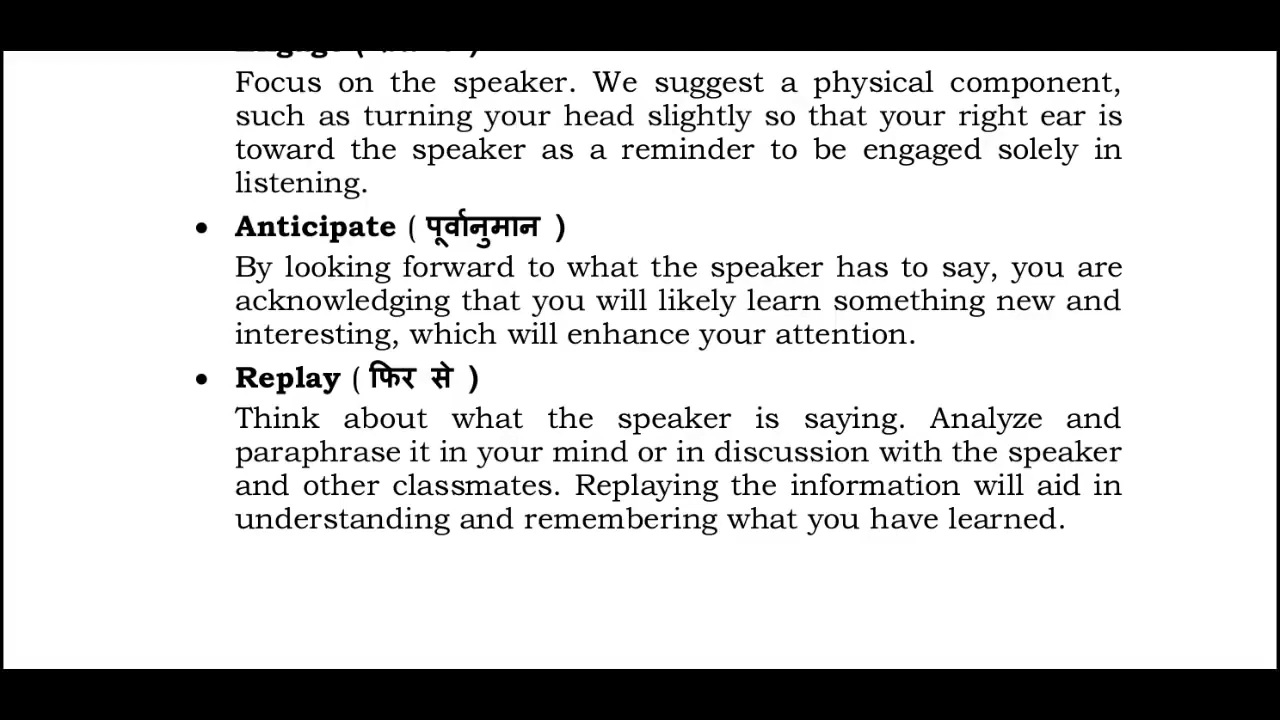 Focus on the speaker. We suggest a physical component,
such as turning your head slightly so that your right ear is
toward the speaker as a reminder to be engaged solely in
listening.
• Anticipate ( पूर्वानुमान )
By looking forward to what the speaker has to say, you are
acknowledging that you will likely learn something new and
interesting, which will enhance your attention.
• Replay ( फिर से )
Think about what the speaker is saying. Analyze and
paraphrase it in your mind or in discussion with the speaker
and other classmates. Replaying the information will aid in
understanding and remembering what you have learned.